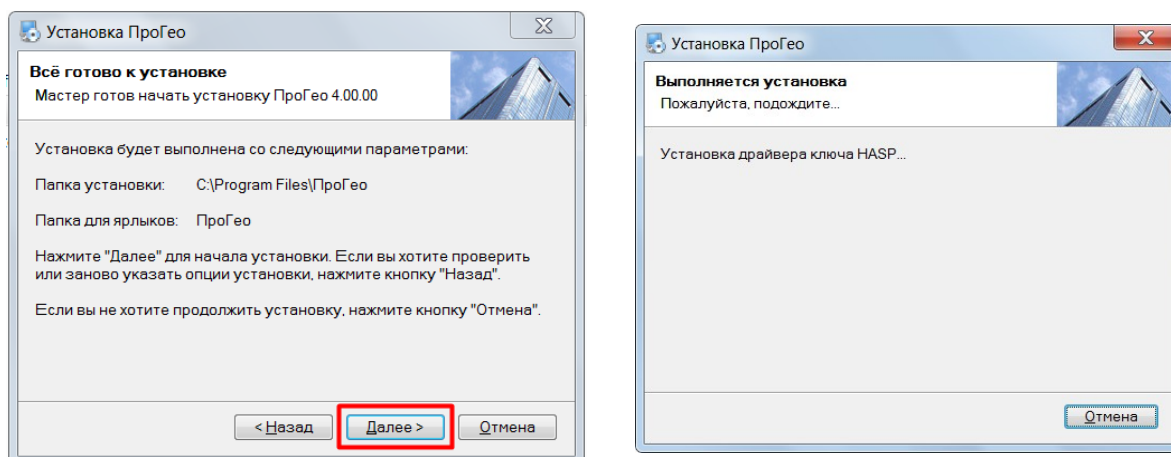 Установка ПроГео
Всё готово к установке
Мастер готов начать установку ПроГео 4.00.00
Установка будет выполнена со следующими параметрами:
Папка установки: C:\Program Files\ПроГео
Папка для ярлыков: ПроГео
Нажмите "Далее" для начала установки. Если вы хотите проверить
или заново указать опции установки, нажмите кнопку "Назад".
Если вы не хотите продолжить установку, нажмите кнопку "Отмена".
< Назад Далее > Отмена
Установка ПроГео
Выполняется установка
Пожалуйста, подождите...
Установка драйвера ключа HASP...
Отмена